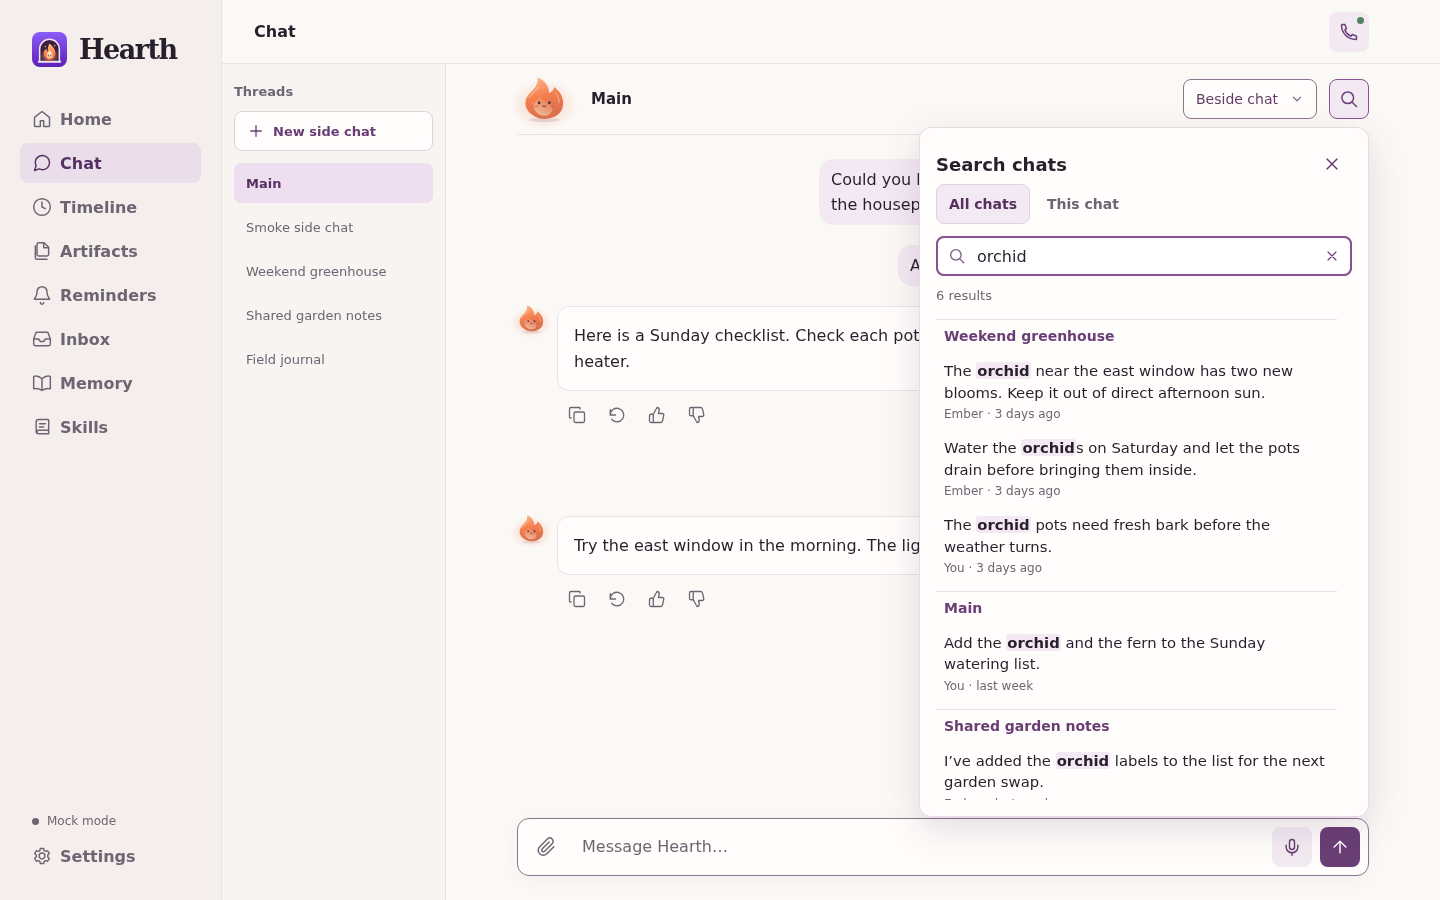 Hearth
Home
Chat
Timeline
Artifacts
Reminders
Inbox
Memory
Skills
Mock mode
Settings
Chat
Threads
New side chat
Main
Smoke side chat
Weekend greenhouse
Shared garden notes
Field journal
Main
Beside chat
Could you
the housep
A
Here is a Sunday checklist. Check each pot
heater.
Try the east window in the morning. The lig
Message Hearth…
Search chats
All chats
This chat
orchid
6 results
Weekend greenhouse
The orchid near the east window has two new
blooms. Keep it out of direct afternoon sun.
Ember · 3 days ago
Water the orchids on Saturday and let the pots
drain before bringing them inside.
Ember · 3 days ago
The orchid pots need fresh bark before the
weather turns.
You · 3 days ago
Main
Add the orchid and the fern to the Sunday
watering list.
You · last week
Shared garden notes
I’ve added the orchid labels to the list for the next
garden swap.